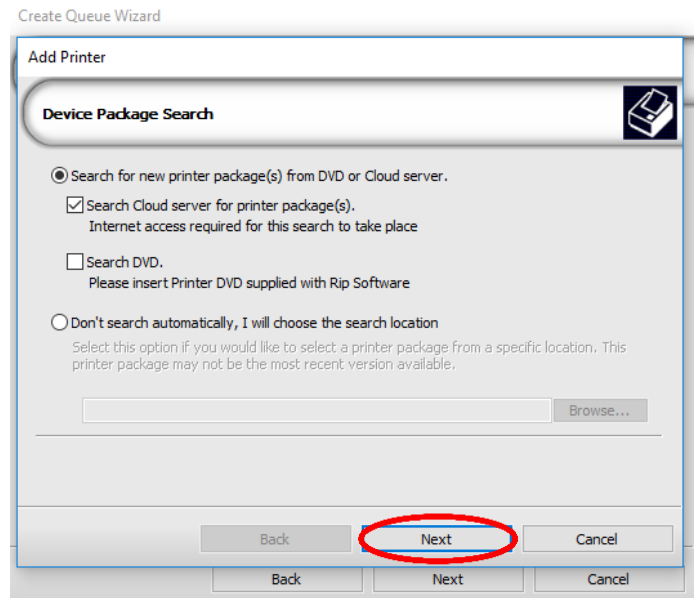 Create Queue Wizard
Add Printer
Device Package Search
Search for new printer package(s) from DVD or Cloud server.
Search Cloud server for printer package(s).
Internet access required for this search to take place
Search DVD.
Please insert Printer DVD supplied with Rip Software
Don't search automatically, I will choose the search location
Select this option if you would like to select a printer package from a specific location. This
printer package may not be the most recent version available.
Browse...
Back Next Cancel
Back Next Cancel